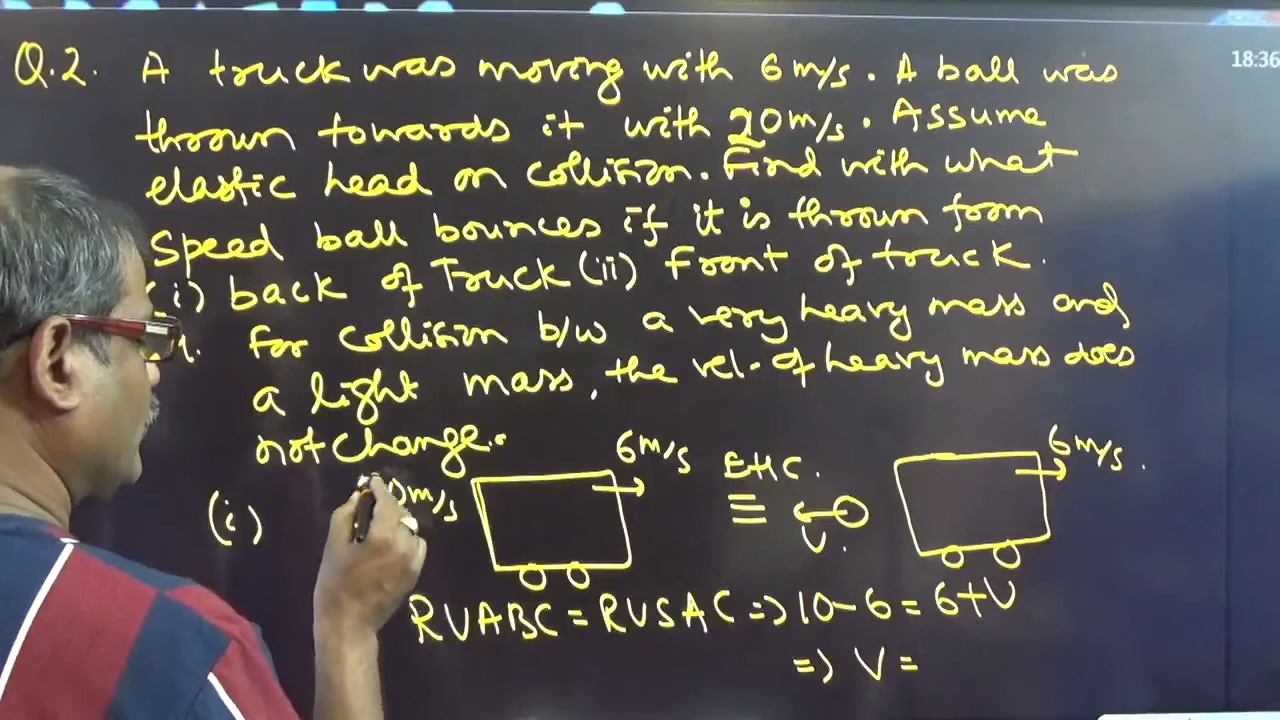 18:36
Q.2. A truck was moving with 6 m/s. A ball was
thrown towards it with 20 m/s. Assume
elastic head on collision. Find with what
speed ball bounces if it is thrown from
(i) back of Truck (ii) Front of truck.
For collision b/w a very heavy mass and
a light mass, the vel. of heavy mass does
not change.
6 m/s EHC. 6 m/s.
(i) 0 m/s
V.
RVABC = RVSAC => 10 - 6 = 6 + V
=> V =